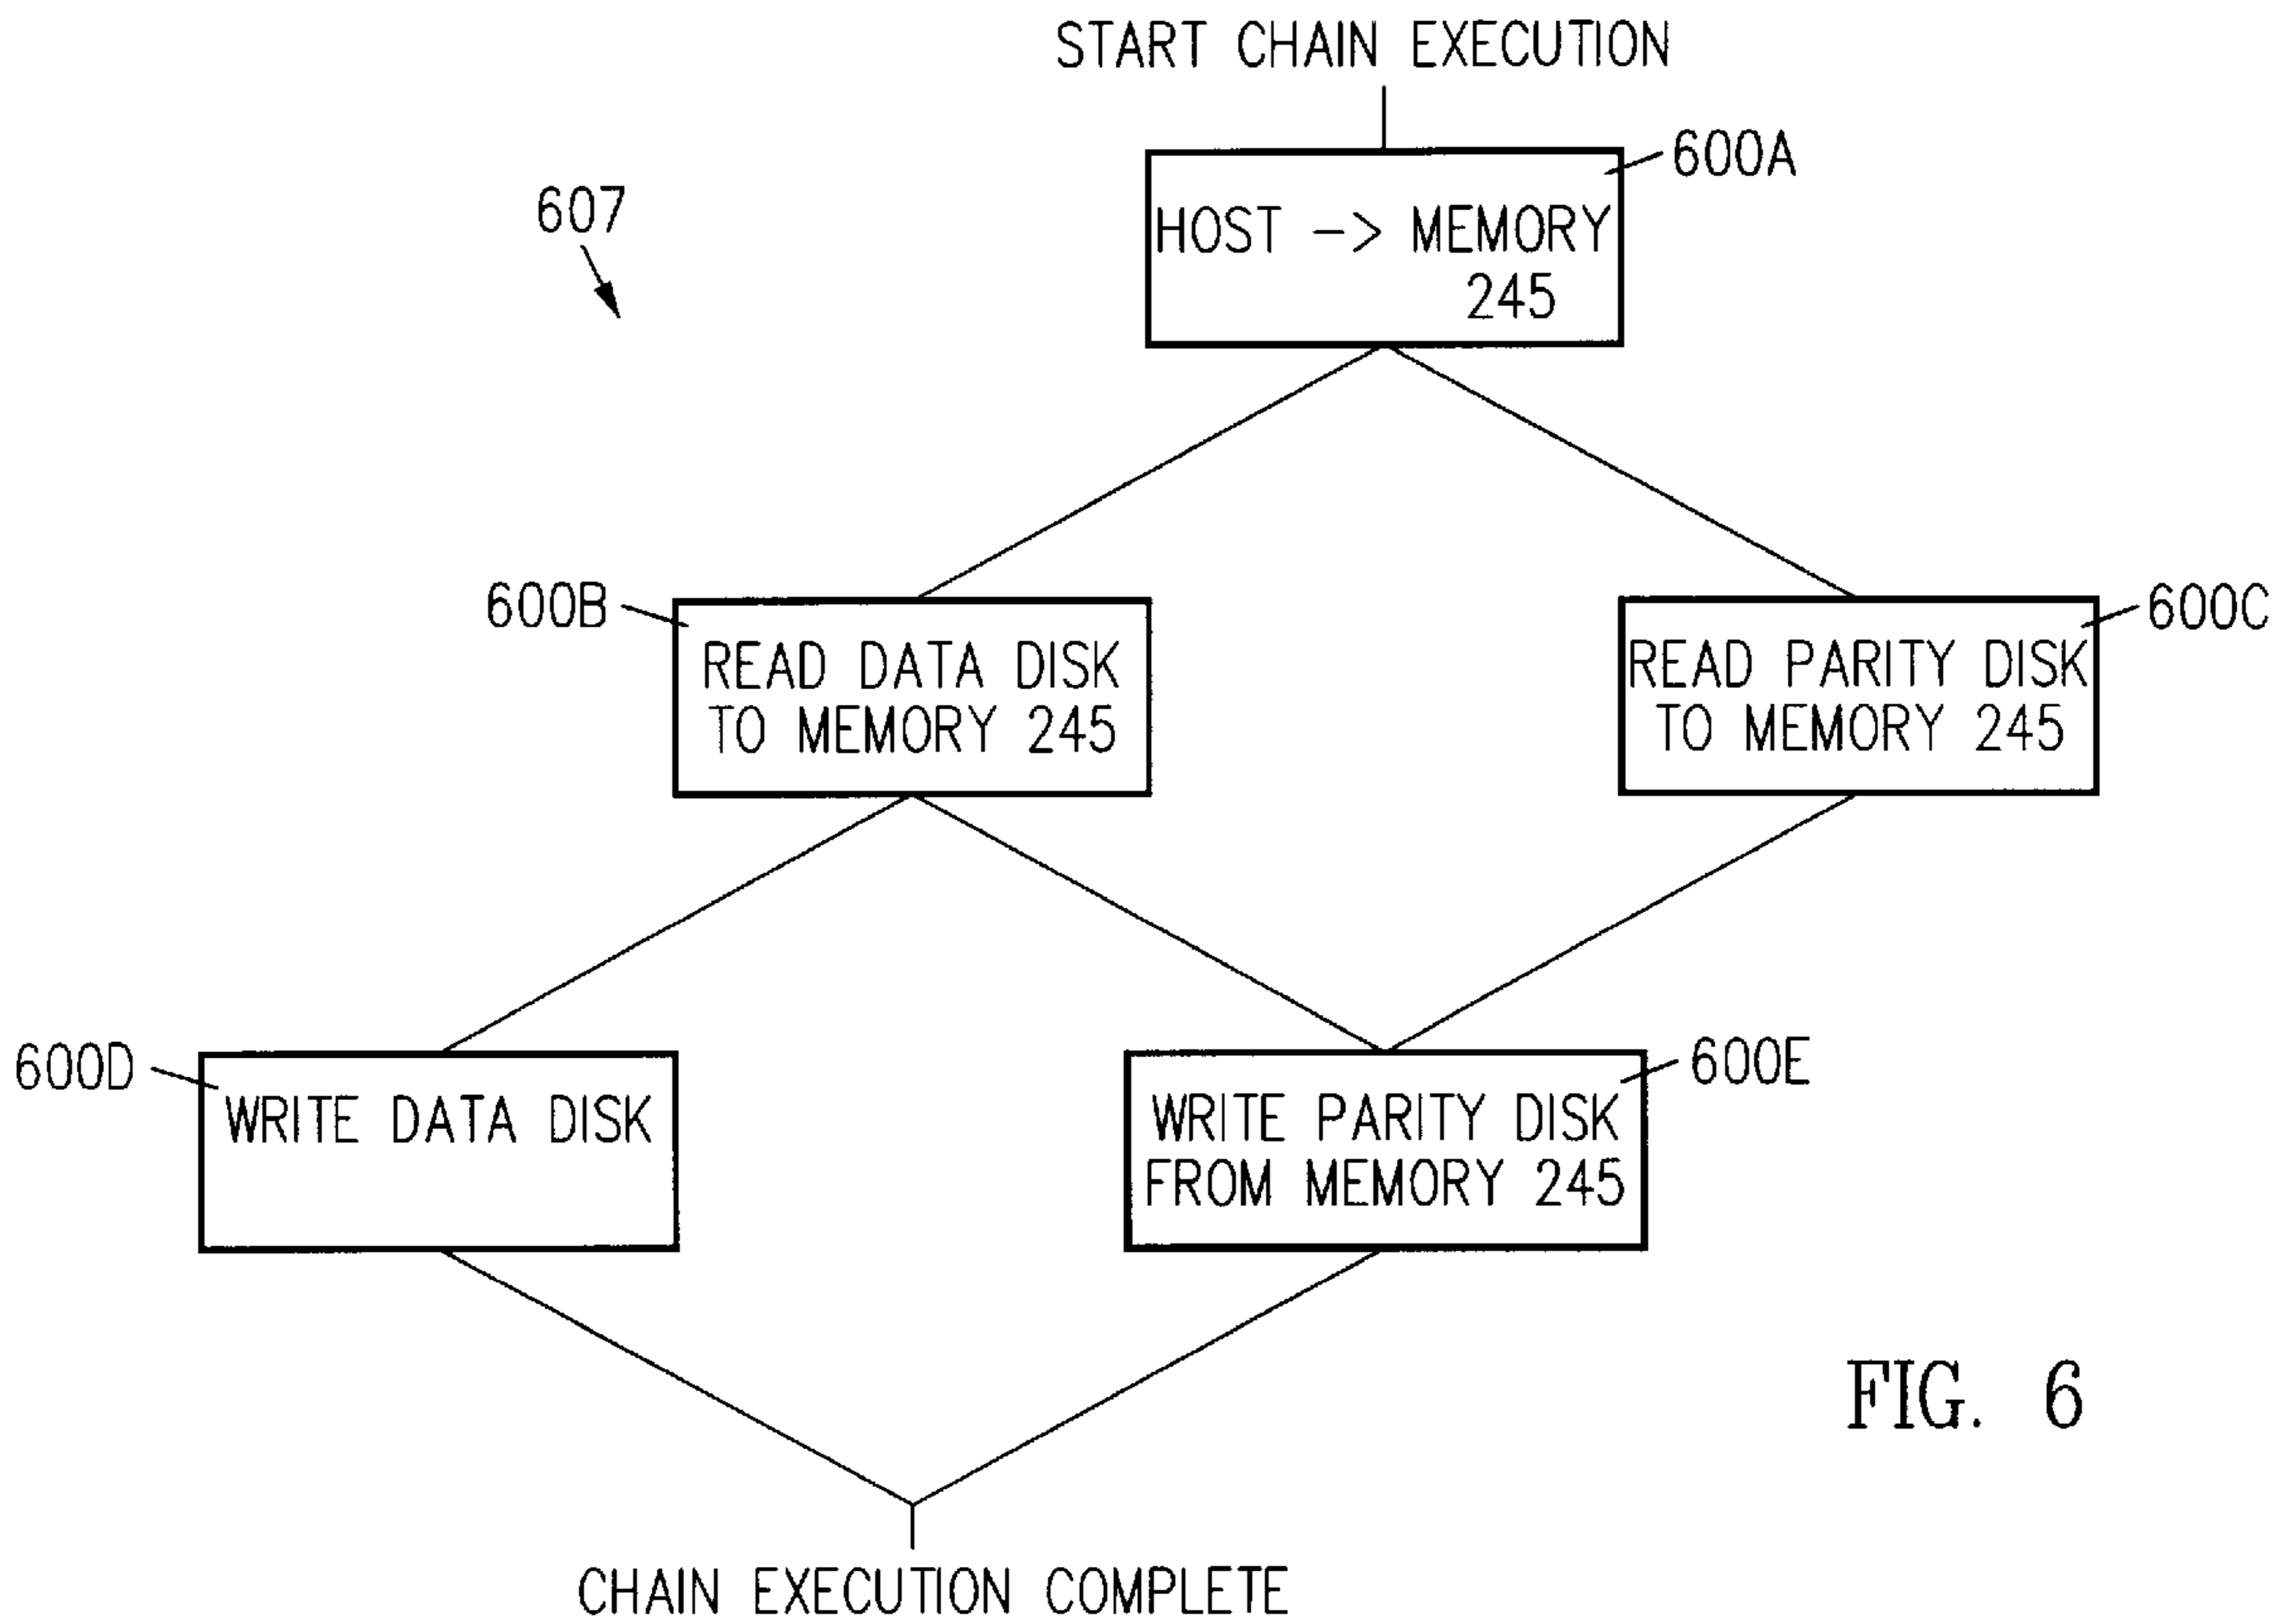 START CHAIN EXECUTION
600A
HOST -> MEMORY
245
607
600B
READ DATA DISK
TO MEMORY 245
600C
READ PARITY DISK
TO MEMORY 245
600D
WRITE DATA DISK
600E
WRITE PARITY DISK
FROM MEMORY 245
FIG. 6
CHAIN EXECUTION COMPLETE